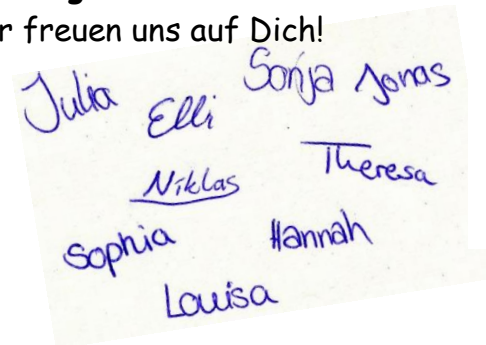 r freuen uns auf Dich!
Julia Elli Sonja Jonas
Niklas Theresa
Sophia Hannah
Louisa